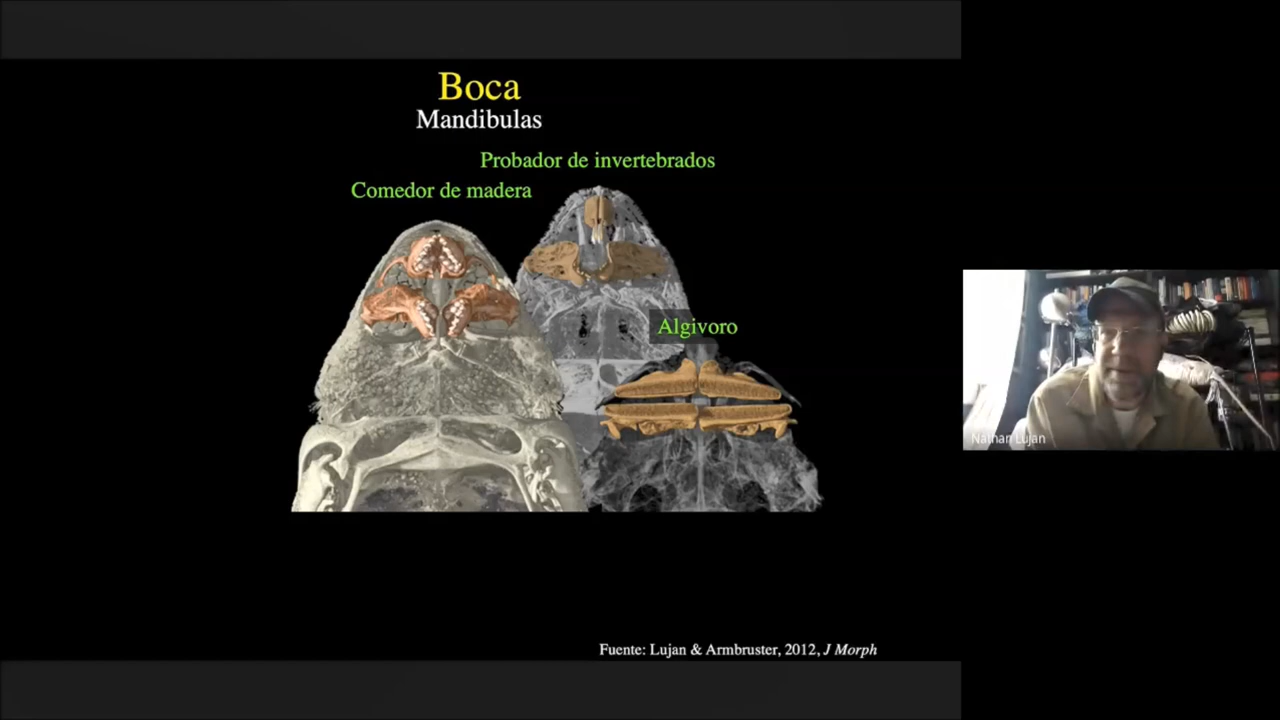 Boca
Mandibulas
Probador de invertebrados
Comedor de madera
Algivoro
Nathan Lujan
Fuente: Lujan & Armbruster, 2012, J Morph